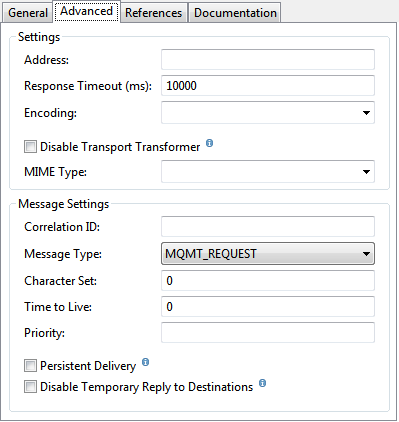 General Advanced References Documentation
Settings
Address:
Response Timeout (ms): 10000
Encoding:
Disable Transport Transformer
MIME Type:
Message Settings
Correlation ID:
Message Type: MQMT_REQUEST
Character Set: 0
Time to Live: 0
Priority:
Persistent Delivery
Disable Temporary Reply to Destinations